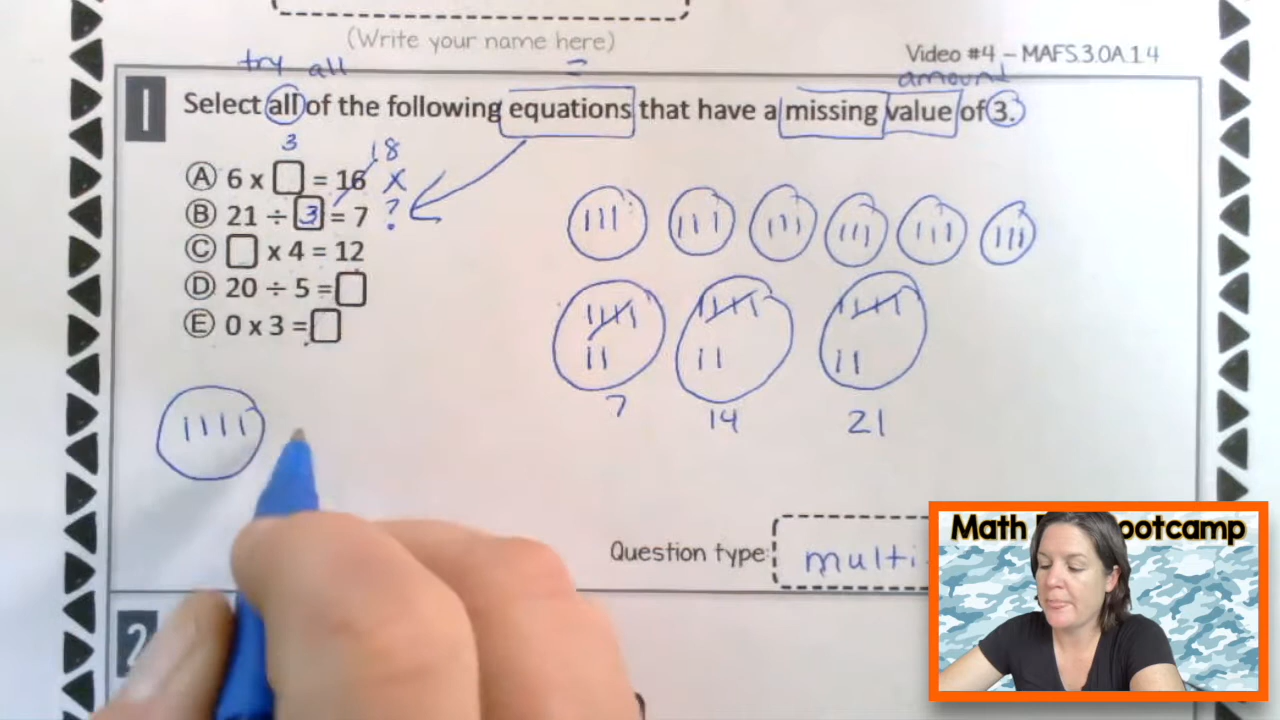 (Write your name here)
Video #4 – MAFS.3.OA.1.4
try all
amount
1 Select all of the following equations that have a missing value of 3.
3
18
Ⓐ 6 x □ = 16 X
Ⓑ 21 ÷ 3 = 7 ?
Ⓒ □ x 4 = 12
Ⓓ 20 ÷ 5 = □
Ⓔ 0 x 3 = □
7 14 21
Question type: multi
Math
2